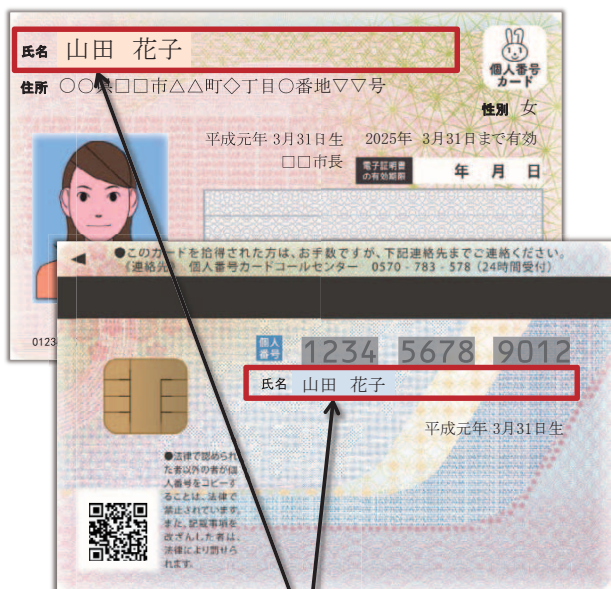 氏名 山田 花子
個人番号
カード
住所 〇〇県□□市△△町◇丁目〇番地▽▽号
性別 女
平成元年 3月31日生 2025年 3月31日まで有効
□□市長
電子証明書
の有効期限
年 月 日
0123
●このカードを拾得された方は、お手数ですが、下記連絡先までご連絡ください。
《連絡先 個人番号カードコールセンター 0570-783-578（24時間受付）
個人
番号
1234 5678 9012
氏名 山田 花子
平成元年 3月31日生
●法律で認められ
た者以外の者が個
人番号をコピーす
ることは、法律で
禁止されています。
また、記載事項を
改ざんした者は、
法律により罰せら
れます。